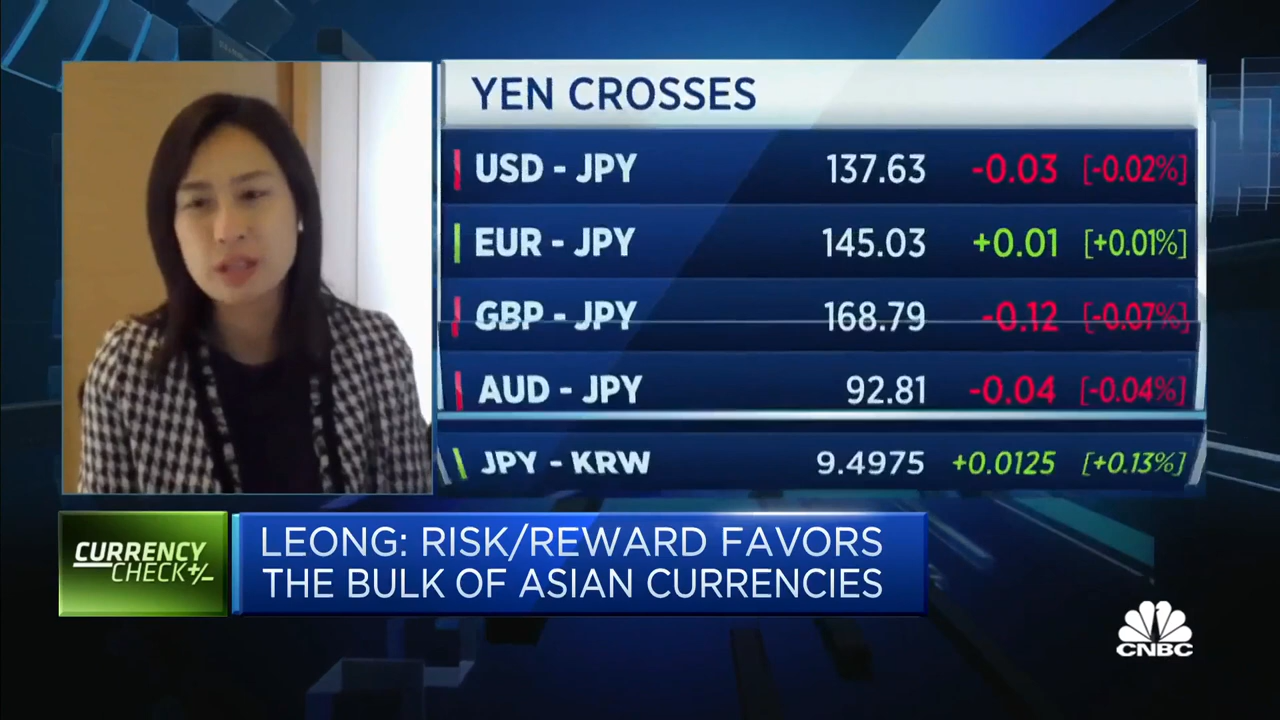 YEN CROSSES
USD - JPY 137.63 -0.03 [-0.02%]
EUR - JPY 145.03 +0.01 [+0.01%]
GBP - JPY 168.79 -0.12 [-0.07%]
AUD - JPY 92.81 -0.04 [-0.04%]
JPY - KRW 9.4975 +0.0125 [+0.13%]
CURRENCY
CHECK+/-
LEONG: RISK/REWARD FAVORS
THE BULK OF ASIAN CURRENCIES
CNBC